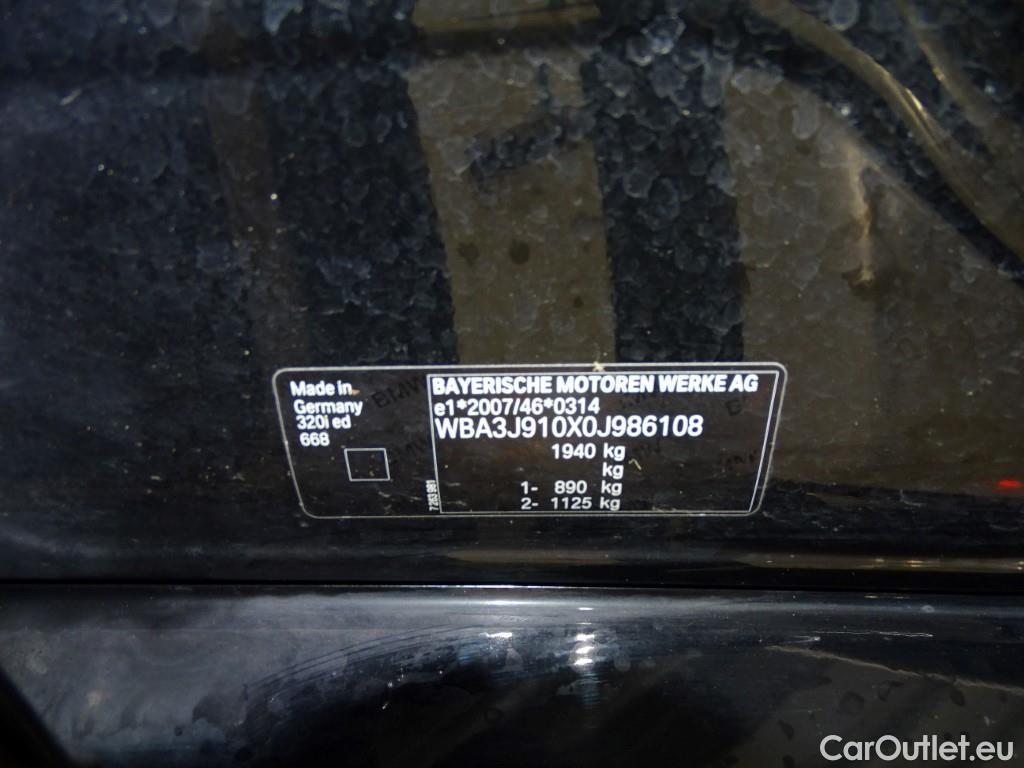 Made in
Germany
320i ed
668
7283981
BAYERISCHE MOTOREN WERKE AG
e1*2007/46*0314
WBA3J910X0J986108
1940 kg
kg
1- 890 kg
2- 1125 kg
CarOutlet.eu